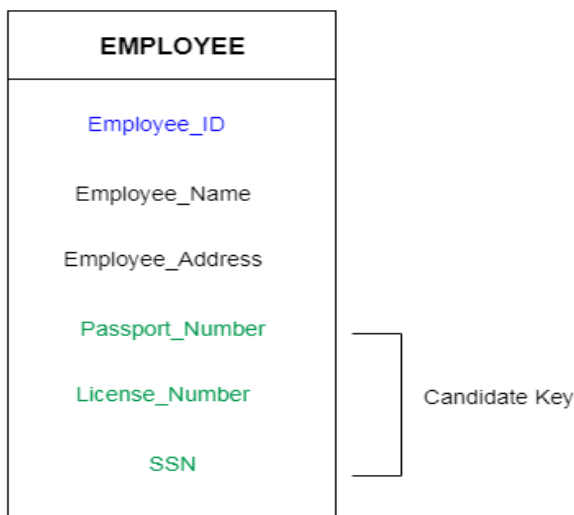 EMPLOYEE
Employee_ID
Employee_Name
Employee_Address
Passport_Number
License_Number
Candidate Key
SSN